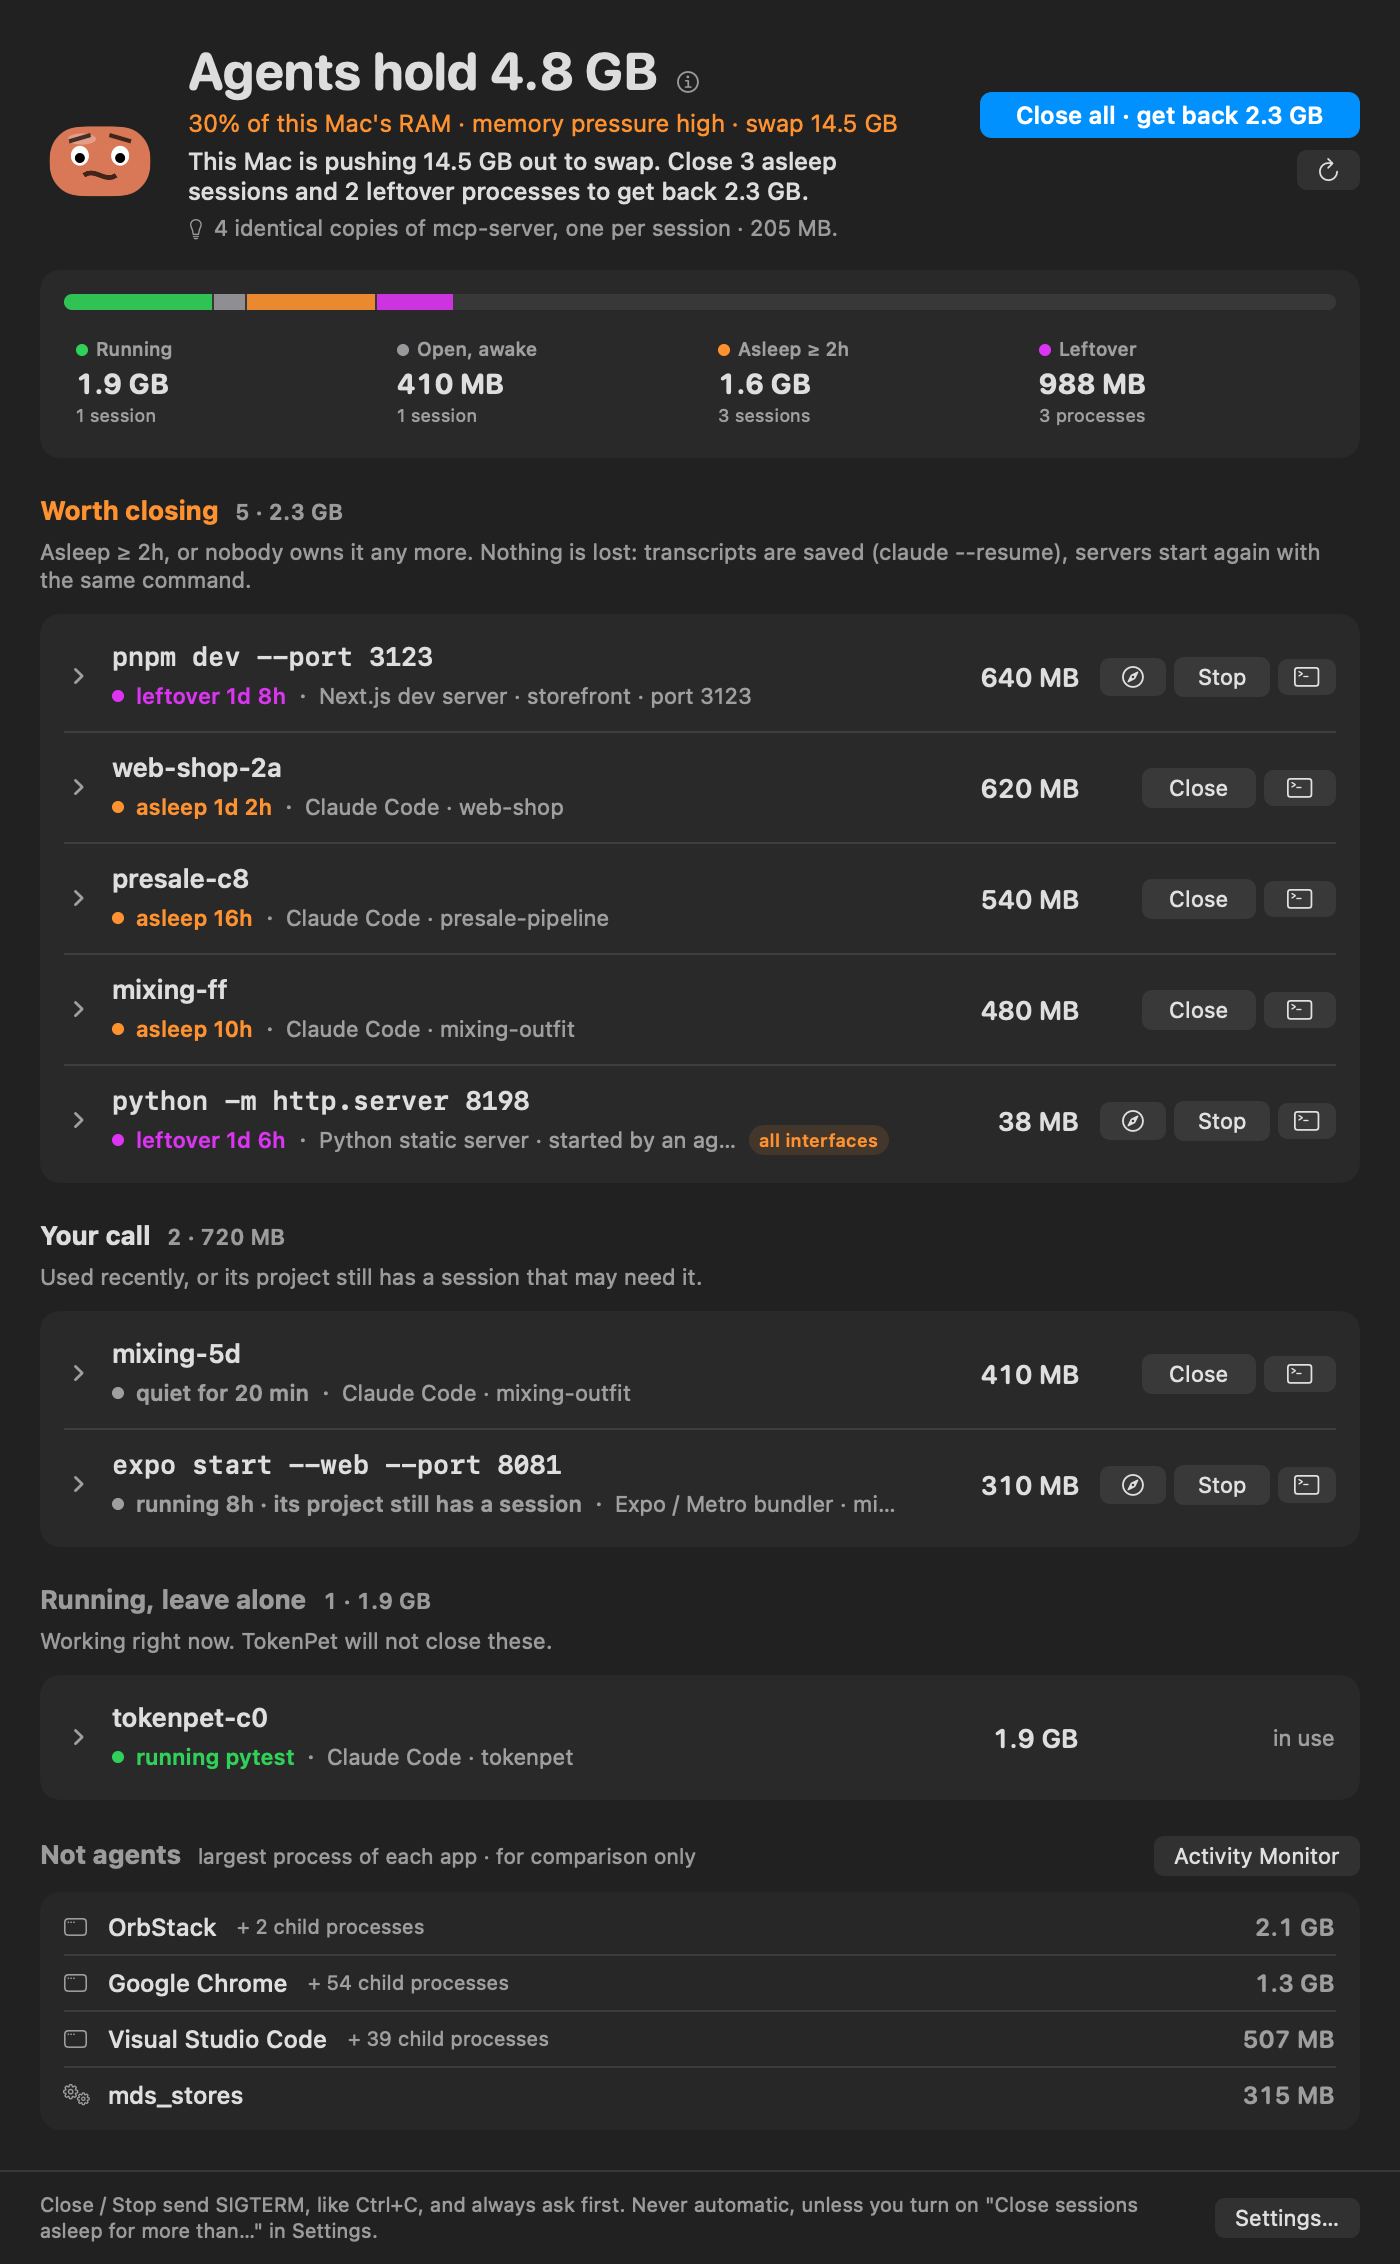 Agents hold 4.8 GB
30% of this Mac's RAM · memory pressure high · swap 14.5 GB
This Mac is pushing 14.5 GB out to swap. Close 3 asleep
sessions and 2 leftover processes to get back 2.3 GB.
4 identical copies of mcp-server, one per session · 205 MB.
Close all · get back 2.3 GB
Running
1.9 GB
1 session
Open, awake
410 MB
1 session
Asleep ≥ 2h
1.6 GB
3 sessions
Leftover
988 MB
3 processes
Worth closing 5 · 2.3 GB
Asleep ≥ 2h, or nobody owns it any more. Nothing is lost: transcripts are saved (claude --resume), servers start again with
the same command.
pnpm dev --port 3123
leftover 1d 8h · Next.js dev server · storefront · port 3123
640 MB
Stop
web-shop-2a
asleep 1d 2h · Claude Code · web-shop
620 MB
Close
presale-c8
asleep 16h · Claude Code · presale-pipeline
540 MB
Close
mixing-ff
asleep 10h · Claude Code · mixing-outfit
480 MB
Close
python -m http.server 8198
leftover 1d 6h · Python static server · started by an ag... all interfaces
38 MB
Stop
Your call 2 · 720 MB
Used recently, or its project still has a session that may need it.
mixing-5d
quiet for 20 min · Claude Code · mixing-outfit
410 MB
Close
expo start --web --port 8081
running 8h · its project still has a session · Expo / Metro bundler · mi...
310 MB
Stop
Running, leave alone 1 · 1.9 GB
Working right now. TokenPet will not close these.
tokenpet-c0
running pytest · Claude Code · tokenpet
1.9 GB
in use
Not agents largest process of each app · for comparison only
Activity Monitor
OrbStack + 2 child processes 2.1 GB
Google Chrome + 54 child processes 1.3 GB
Visual Studio Code + 39 child processes 507 MB
mds_stores 315 MB
Close / Stop send SIGTERM, like Ctrl+C, and always ask first. Never automatic, unless you turn on "Close sessions
asleep for more than..." in Settings.
Settings...